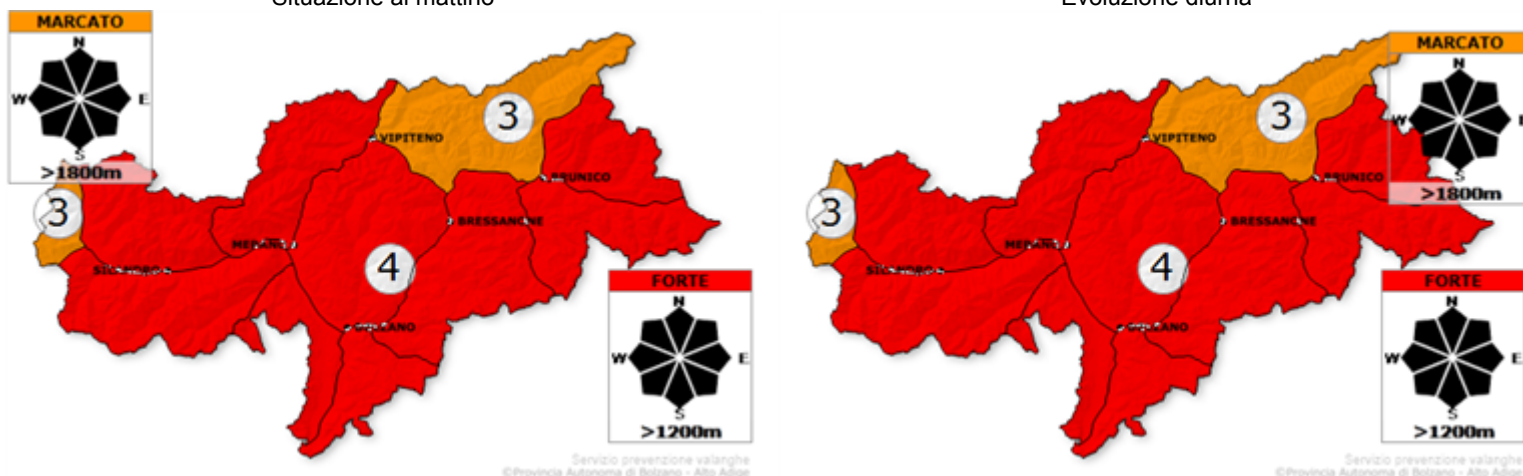 Situazione al mattino
Evoluzione diurna
MARCATO
N
W
E
S
>1800m
3
3
4
VIPITENO
BRUNICO
BRESSANONE
MERANO
SILANDRO
BOLZANO
FORTE
N
W
E
S
>1200m
Servizio prevenzione valanghe
©Provincia Autonoma di Bolzano - Alto Adige
MARCATO
N
W
S
>1800m
3
3
4
VIPITENO
BRUNICO
BRESSANONE
MERANO
SILANDRO
BOLZANO
FORTE
N
W
E
S
>1200m
Servizio prevenzione valanghe
©Provincia Autonoma di Bolzano - Alto Adige